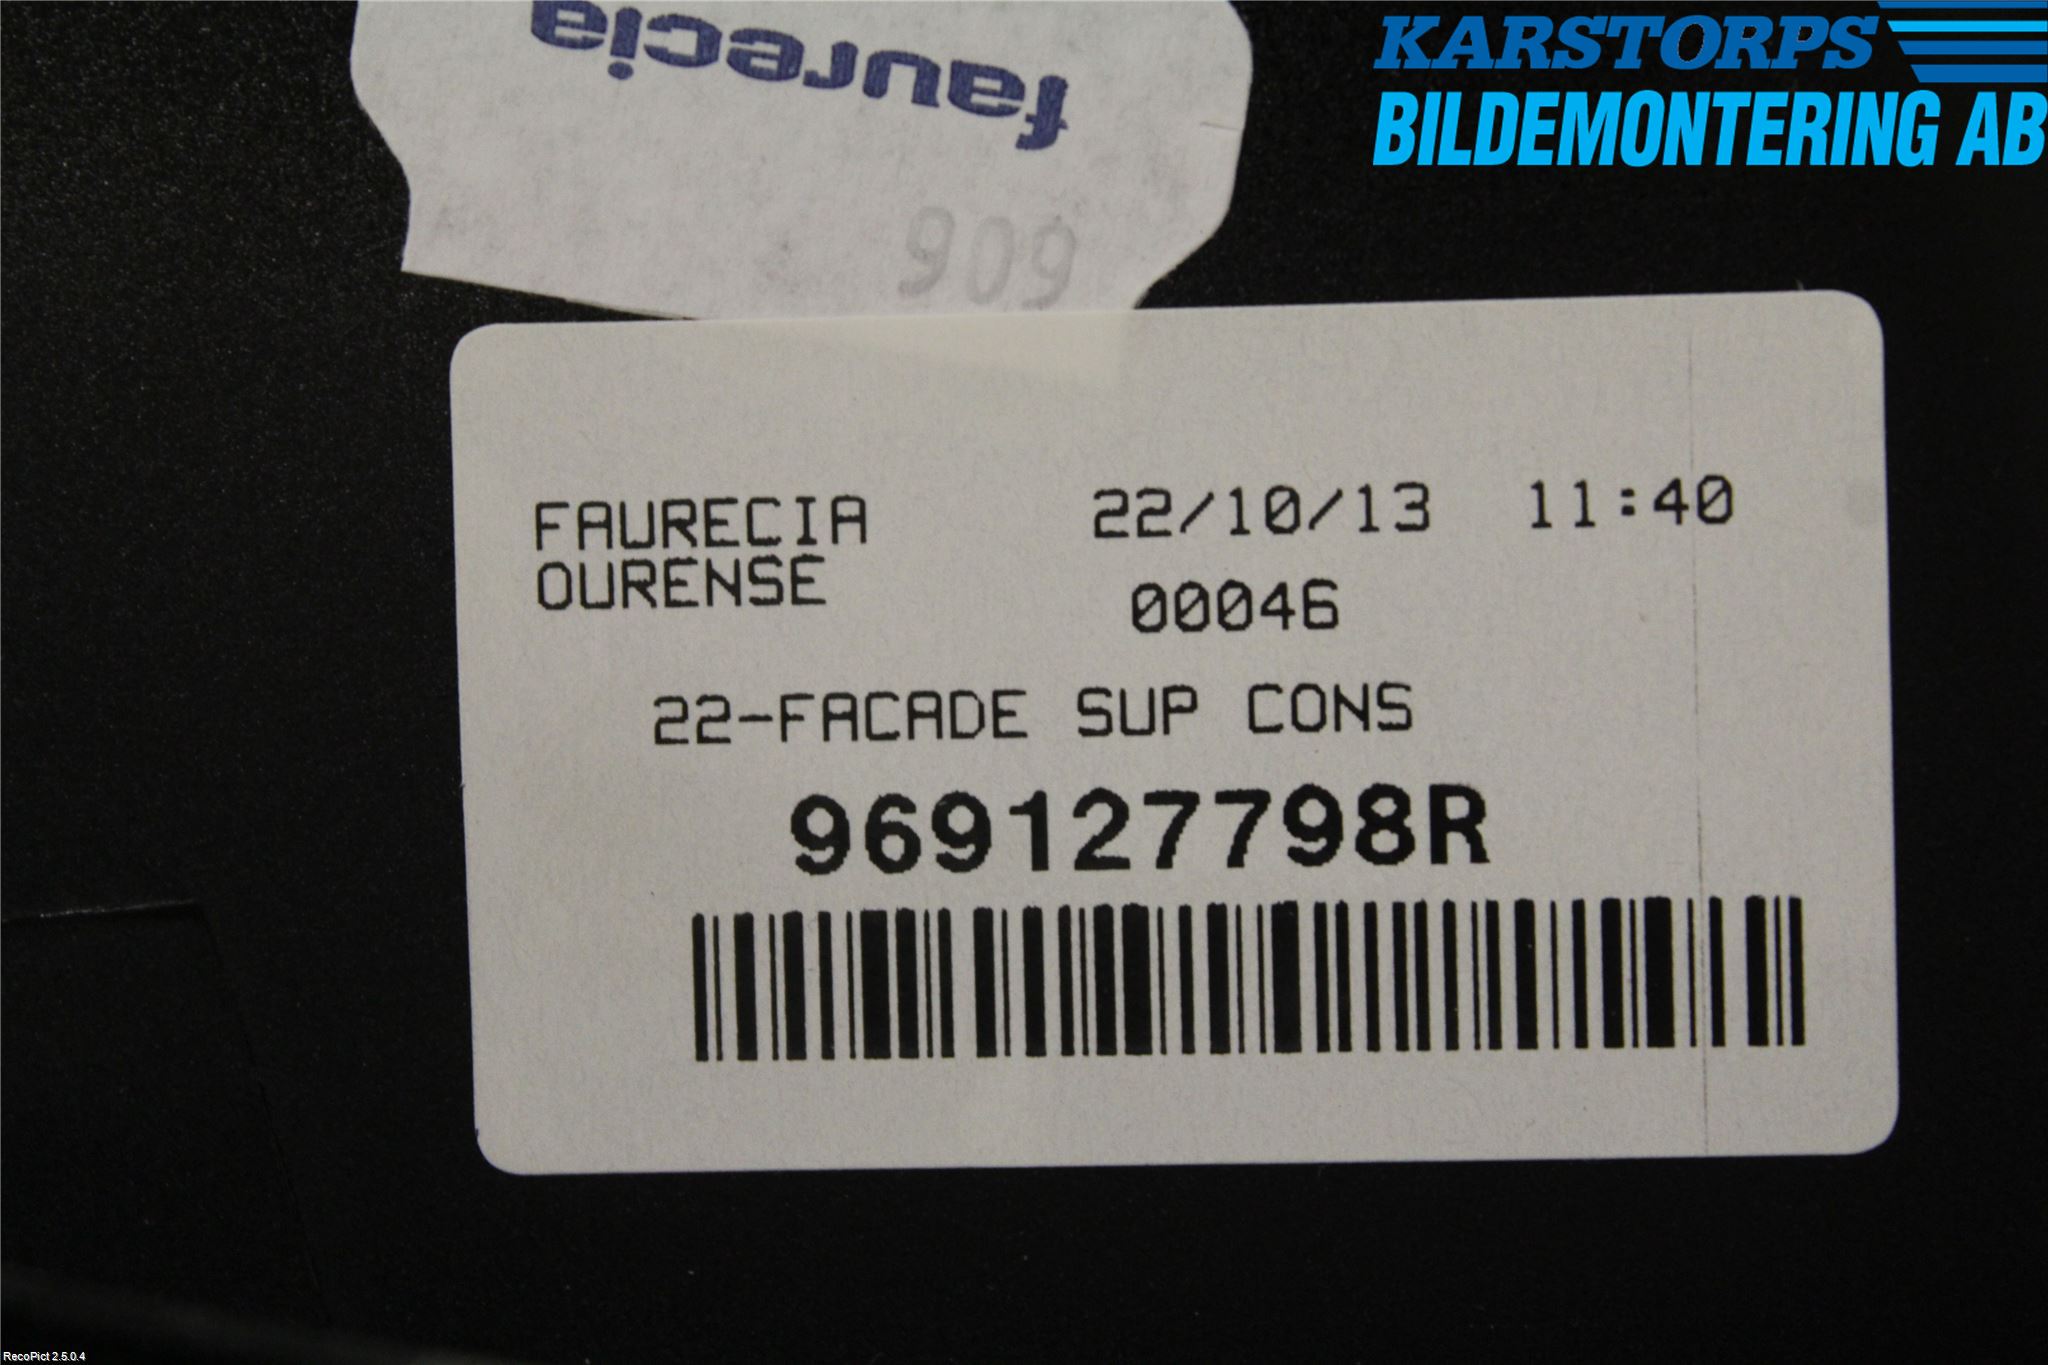 KARSTORPS
BILDEMONTERING AB
faurecia
606
FAURECIA 22/10/13 11:40
OURENSE 00046
22-FACADE SUP CONS
969127798R
RecoPict 2.5.0.4